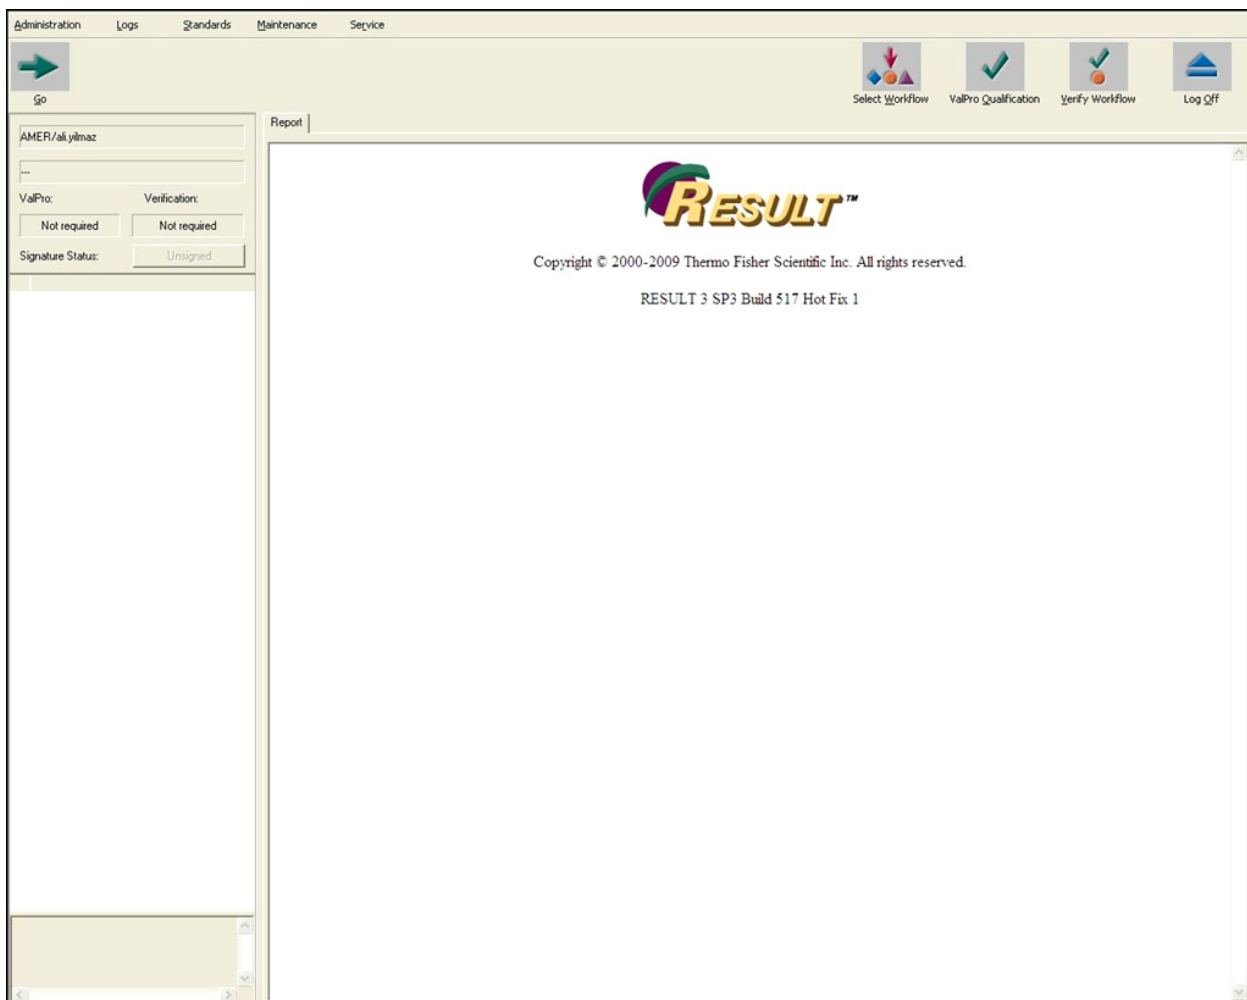 Administration Logs Standards Maintenance Service
Go Select Workflow ValPro Qualification Verify Workflow Log Off
AMER/ali.yilmaz
...
ValPro: Verification:
Not required Not required
Signature Status: Unsigned
Report
RESULT™
Copyright © 2000-2009 Thermo Fisher Scientific Inc. All rights reserved.
RESULT 3 SP3 Build 517 Hot Fix 1